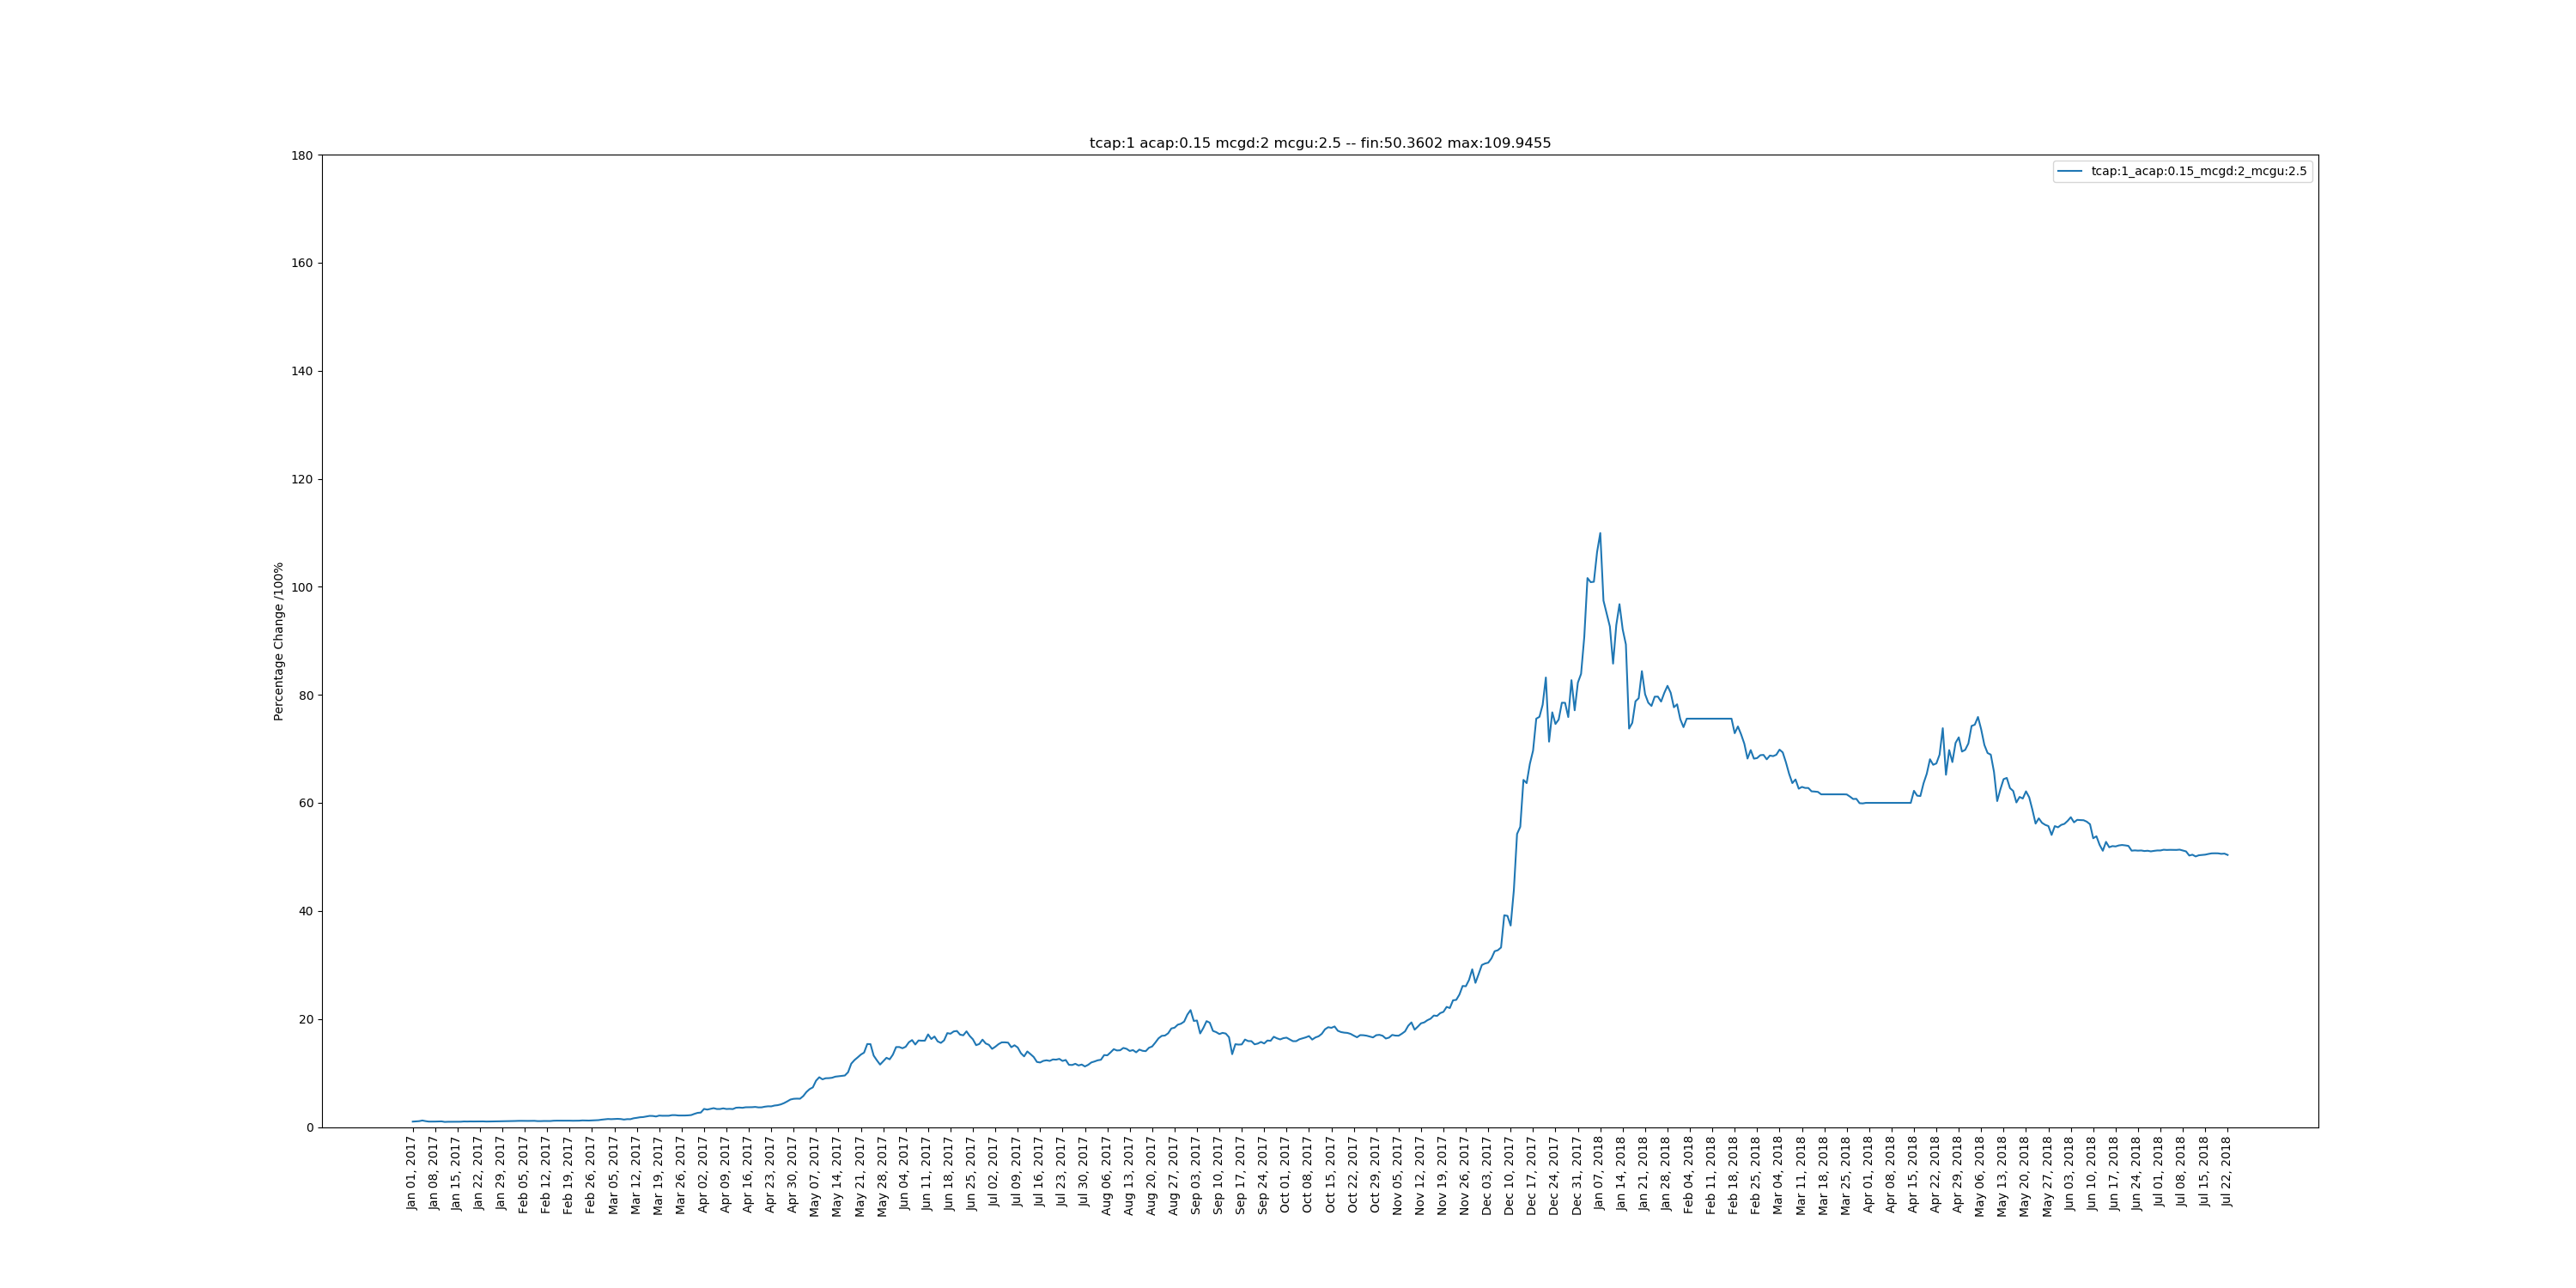 tcap:1 acap:0.15 mcgd:2 mcgu:2.5 -- fin:50.3602 max:109.9455
tcap:1_acap:0.15_mcgd:2_mcgu:2.5
Percentage Change /100%
180
160
140
120
100
80
60
40
20
0
Jan 01, 2017
Jan 08, 2017
Jan 15, 2017
Jan 22, 2017
Jan 29, 2017
Feb 05, 2017
Feb 12, 2017
Feb 19, 2017
Feb 26, 2017
Mar 05, 2017
Mar 12, 2017
Mar 19, 2017
Mar 26, 2017
Apr 02, 2017
Apr 09, 2017
Apr 16, 2017
Apr 23, 2017
Apr 30, 2017
May 07, 2017
May 14, 2017
May 21, 2017
May 28, 2017
Jun 04, 2017
Jun 11, 2017
Jun 18, 2017
Jun 25, 2017
Jul 02, 2017
Jul 09, 2017
Jul 16, 2017
Jul 23, 2017
Jul 30, 2017
Aug 06, 2017
Aug 13, 2017
Aug 20, 2017
Aug 27, 2017
Sep 03, 2017
Sep 10, 2017
Sep 17, 2017
Sep 24, 2017
Oct 01, 2017
Oct 08, 2017
Oct 15, 2017
Oct 22, 2017
Oct 29, 2017
Nov 05, 2017
Nov 12, 2017
Nov 19, 2017
Nov 26, 2017
Dec 03, 2017
Dec 10, 2017
Dec 17, 2017
Dec 24, 2017
Dec 31, 2017
Jan 07, 2018
Jan 14, 2018
Jan 21, 2018
Jan 28, 2018
Feb 04, 2018
Feb 11, 2018
Feb 18, 2018
Feb 25, 2018
Mar 04, 2018
Mar 11, 2018
Mar 18, 2018
Mar 25, 2018
Apr 01, 2018
Apr 08, 2018
Apr 15, 2018
Apr 22, 2018
Apr 29, 2018
May 06, 2018
May 13, 2018
May 20, 2018
May 27, 2018
Jun 03, 2018
Jun 10, 2018
Jun 17, 2018
Jun 24, 2018
Jul 01, 2018
Jul 08, 2018
Jul 15, 2018
Jul 22, 2018